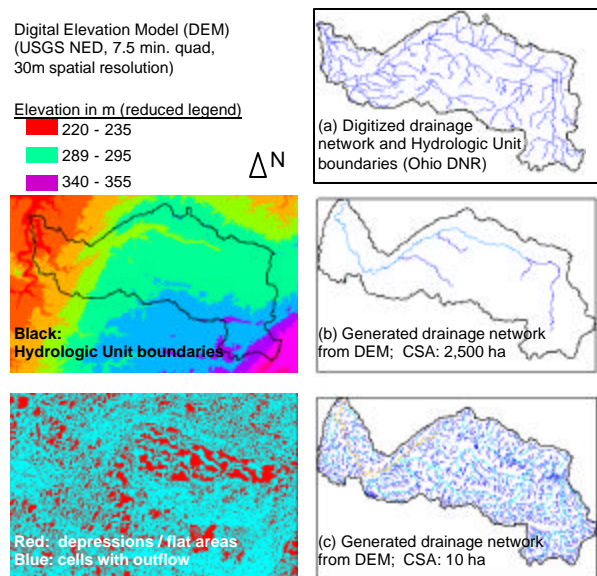 Digital Elevation Model (DEM)
(USGS NED, 7.5 min. quad,
30m spatial resolution)
Elevation in m (reduced legend)
220 - 235
289 - 295
340 - 355
N
(a) Digitized drainage
network and Hydrologic Unit
boundaries (Ohio DNR)
Black:
Hydrologic Unit boundaries
(b) Generated drainage network
from DEM; CSA: 2,500 ha
Red: depressions / flat areas
Blue: cells with outflow
(c) Generated drainage network
from DEM; CSA: 10 ha